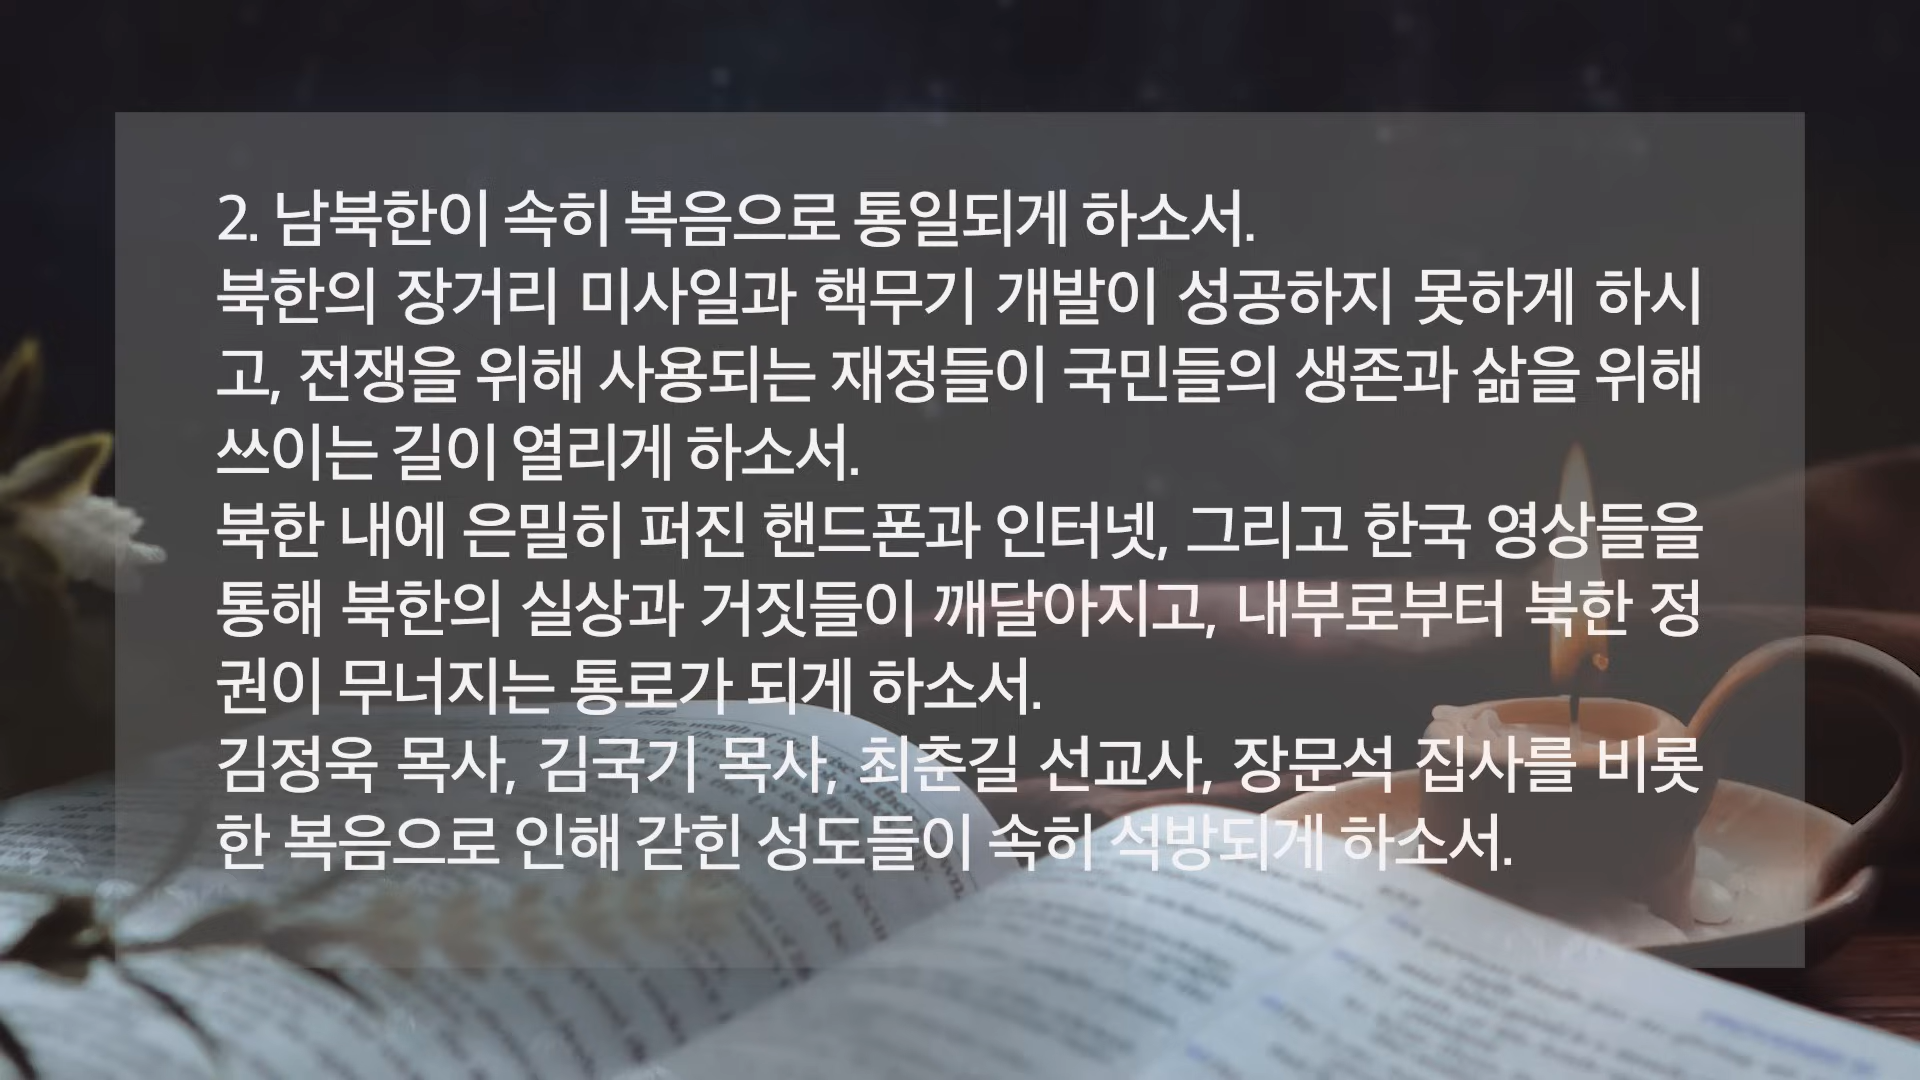 2. 남북한이 속히 복음으로 통일되게 하소서.
북한의 장거리 미사일과 핵무기 개발이 성공하지 못하게 하시
고, 전쟁을 위해 사용되는 재정들이 국민들의 생존과 삶을 위해
쓰이는 길이 열리게 하소서.
북한 내에 은밀히 퍼진 핸드폰과 인터넷, 그리고 한국 영상들을
통해 북한의 실상과 거짓들이 깨달아지고, 내부로부터 북한 정
권이 무너지는 통로가 되게 하소서.
김정욱 목사, 김국기 목사, 최춘길 선교사, 장문석 집사를 비롯
한 복음으로 인해 갇힌 성도들이 속히 석방되게 하소서.